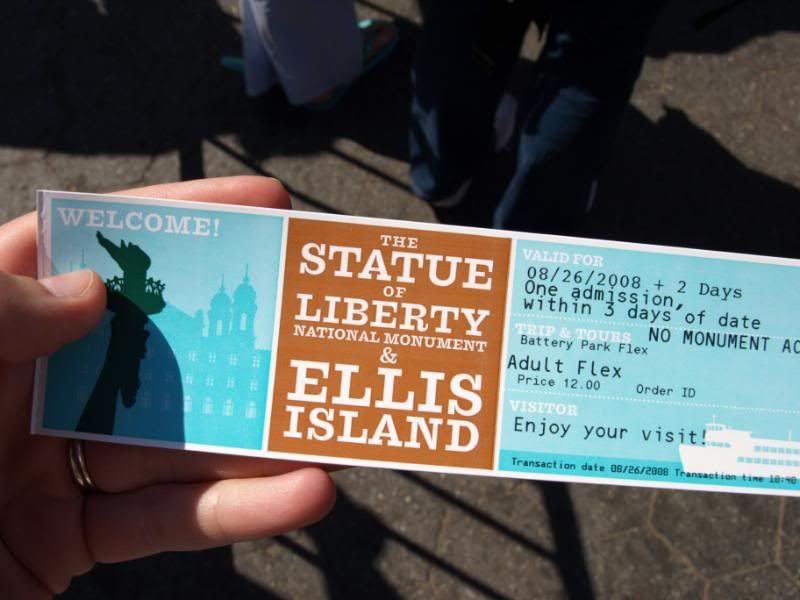 WELCOME!
THE
STATUE
OF
LIBERTY
NATIONAL MONUMENT
&
ELLIS
ISLAND
VALID FOR
08/26/2008 + 2 Days
One admission,
within 3 days of date
TRIP & TOURS NO MONUMENT AC
Battery Park Flex
Adult Flex
Price 12.00 Order ID
VISITOR
Enjoy your visit!
Transaction date 08/26/2008 Transaction time 10:40